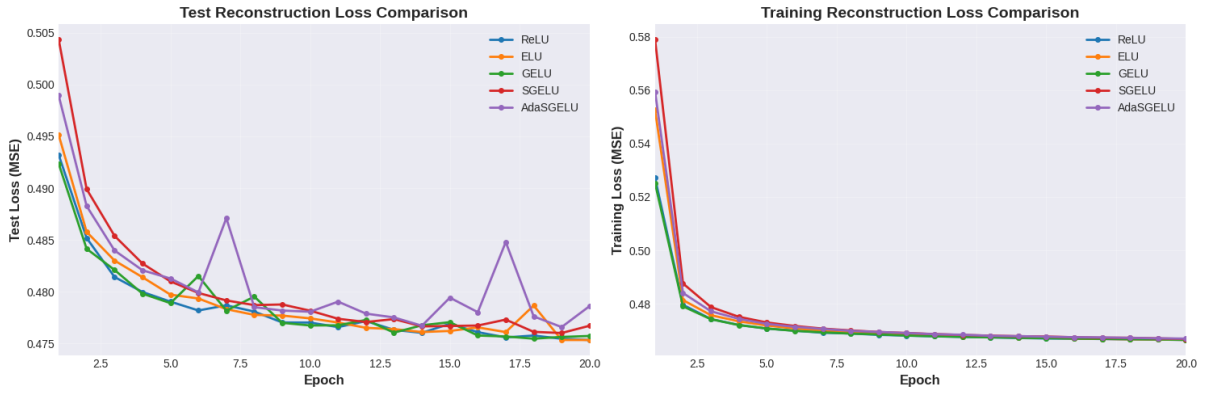 Test Reconstruction Loss Comparison
Test Loss (MSE)
0.505
0.500
0.495
0.490
0.485
0.480
0.475
ReLU
ELU
GELU
SGELU
AdaSGELU
2.5 5.0 7.5 10.0 12.5 15.0 17.5 20.0
Epoch
Training Reconstruction Loss Comparison
Training Loss (MSE)
0.58
0.56
0.54
0.52
0.50
0.48
ReLU
ELU
GELU
SGELU
AdaSGELU
2.5 5.0 7.5 10.0 12.5 15.0 17.5 20.0
Epoch